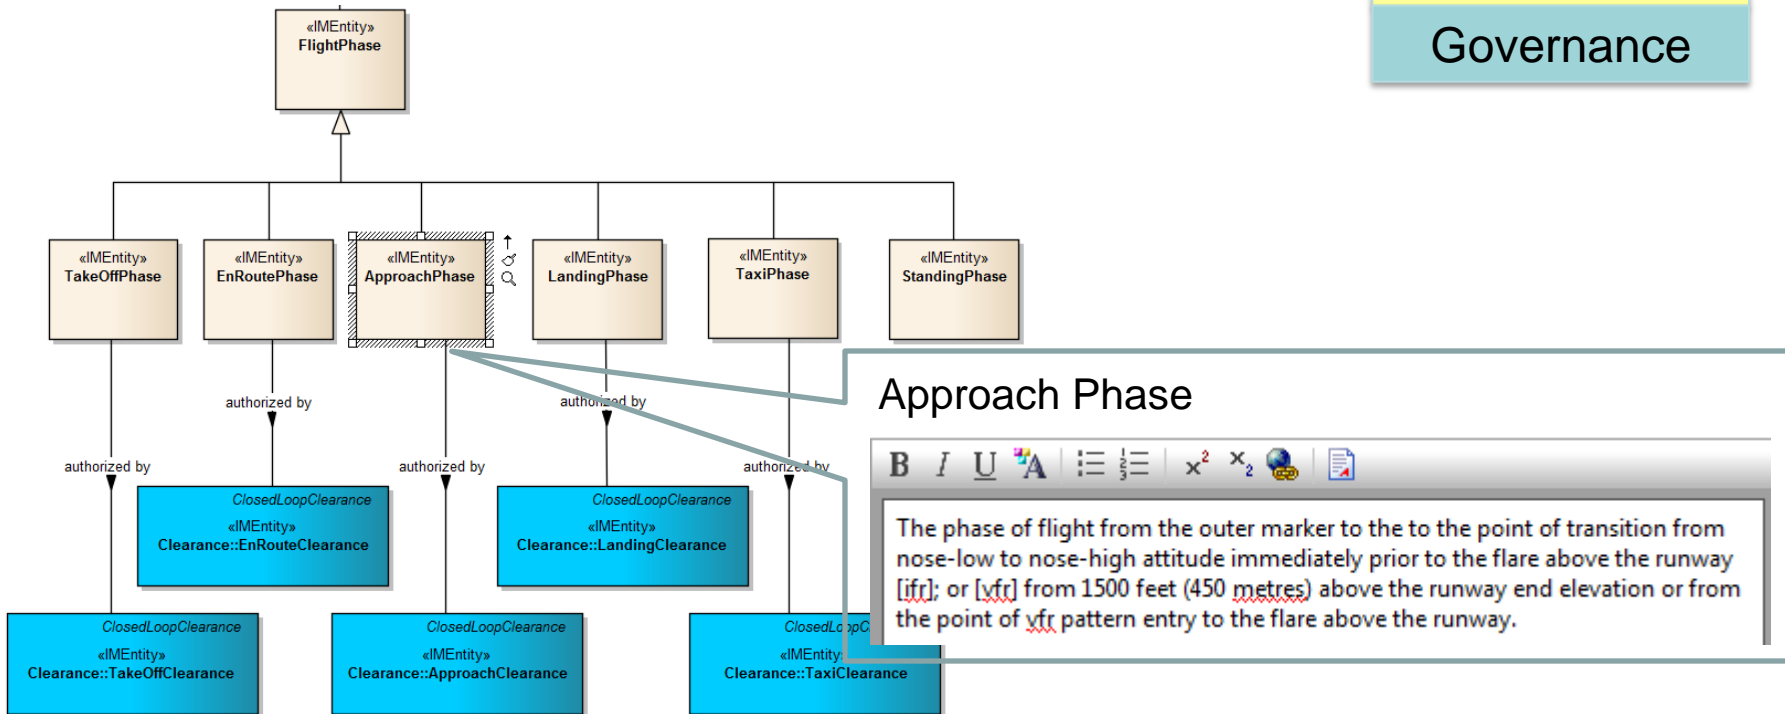 «IMEntity»
FlightPhase
Governance
«IMEntity»
TakeOffPhase
«IMEntity»
EnRoutePhase
«IMEntity»
ApproachPhase
«IMEntity»
LandingPhase
«IMEntity»
TaxiPhase
«IMEntity»
StandingPhase
authorized by
authorized by
authorized by
authorized by
authorized by
Approach Phase
B I U A x² x₂
The phase of flight from the outer marker to the to the point of transition from
nose-low to nose-high attitude immediately prior to the flare above the runway
[ifr]; or [vfr] from 1500 feet (450 metres) above the runway end elevation or from
the point of vfr pattern entry to the flare above the runway.
ClosedLoopClearance
«IMEntity»
Clearance::EnRouteClearance
ClosedLoopClearance
«IMEntity»
Clearance::LandingClearance
ClosedLoopClearance
«IMEntity»
Clearance::TakeOffClearance
ClosedLoopClearance
«IMEntity»
Clearance::ApproachClearance
ClosedLoopC
«IMEntity»
Clearance::TaxiClearance